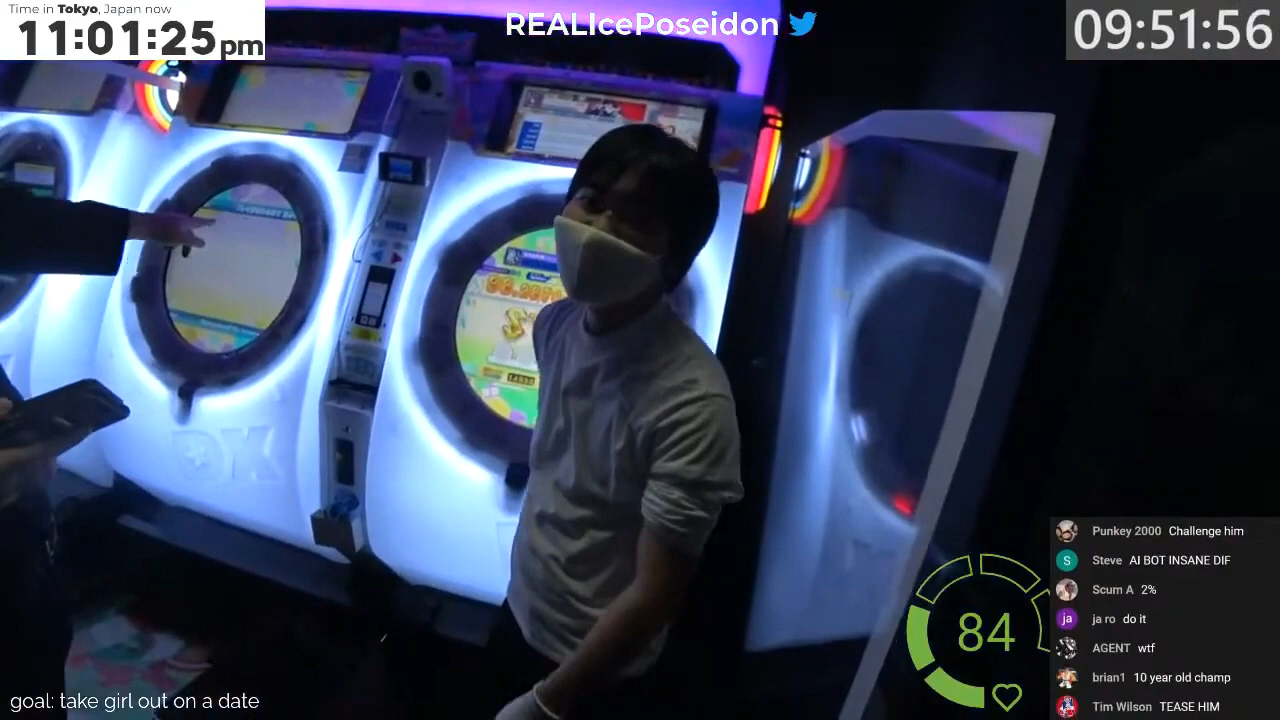 Time in Tokyo, Japan now
11:01:25pm
REALIcePoseidon
09:51:56
DX
84
Punkey 2000 Challenge him
Steve AI BOT INSANE DIF
Scum A 2%
ja ja ro do it
AGENT wtf
brian1 10 year old champ
Tim Wilson TEASE HIM
goal: take girl out on a date